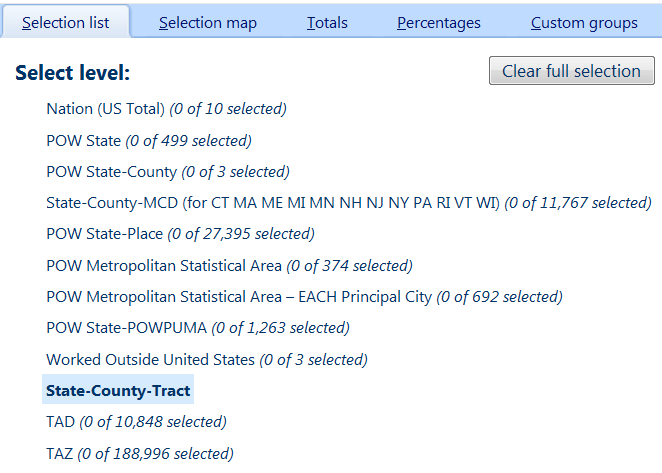 Selection list Selection map Totals Percentages Custom groups
Select level: Clear full selection
Nation (US Total) (0 of 10 selected)
POW State (0 of 499 selected)
POW State-County (0 of 3 selected)
State-County-MCD (for CT MA ME MI MN NH NJ NY PA RI VT WI) (0 of 11,767 selected)
POW State-Place (0 of 27,395 selected)
POW Metropolitan Statistical Area (0 of 374 selected)
POW Metropolitan Statistical Area – EACH Principal City (0 of 692 selected)
POW State-POWPUMA (0 of 1,263 selected)
Worked Outside United States (0 of 3 selected)
State-County-Tract
TAD (0 of 10,848 selected)
TAZ (0 of 188,996 selected)